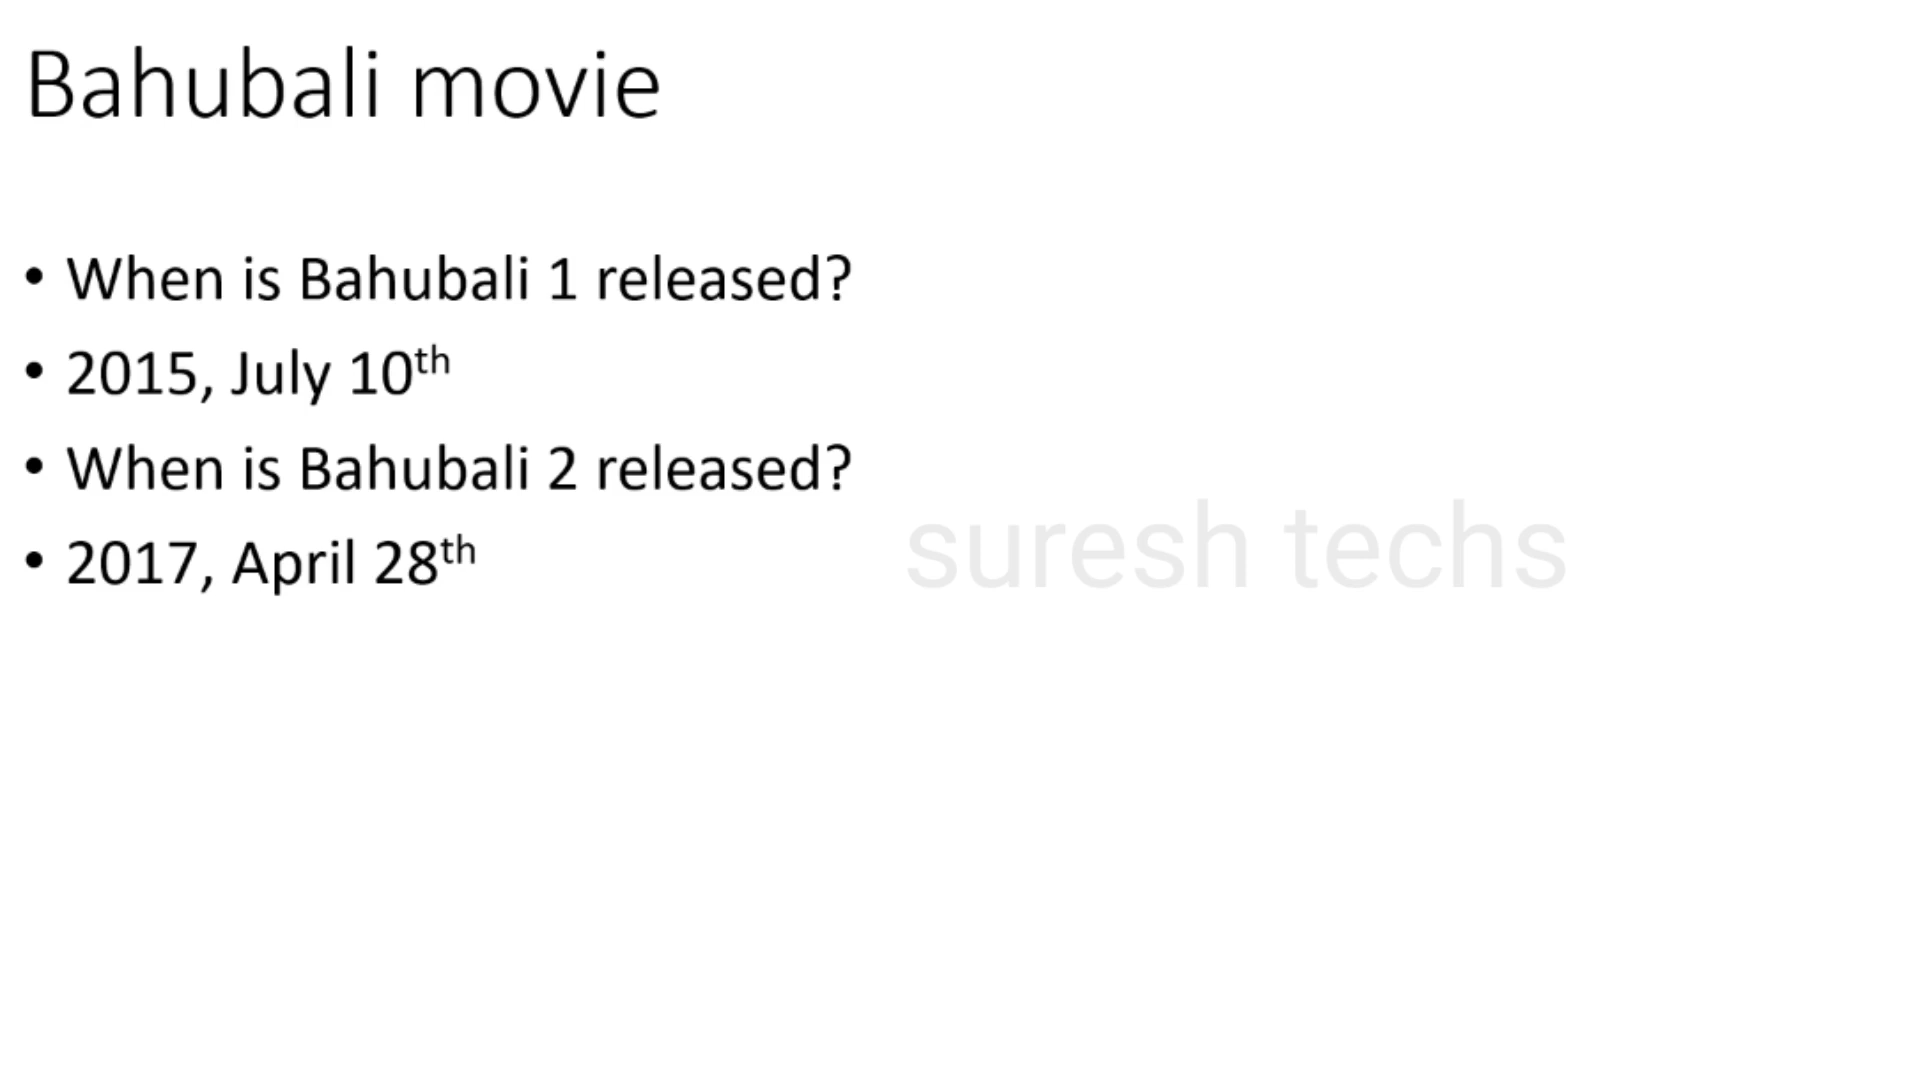 Bahubali movie
• When is Bahubali 1 released?
• 2015, July 10th
• When is Bahubali 2 released?
• 2017, April 28th
suresh techs